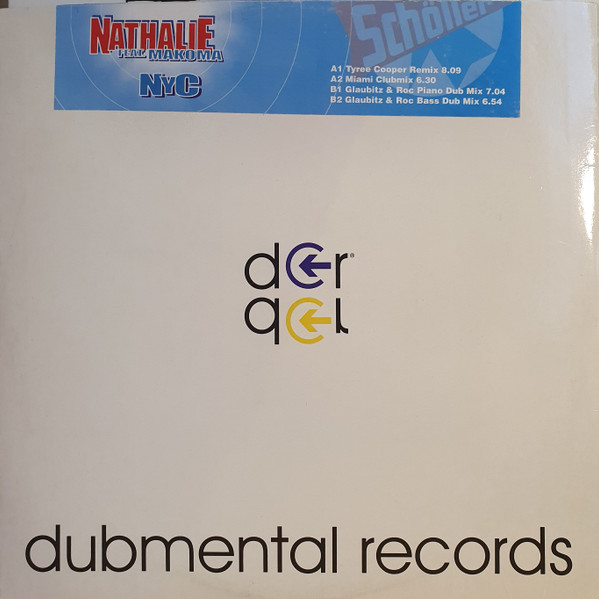 NATHALIE
FEAT. MAKOMA
NYC
Schöller
A1 Tyree Cooper Remix 8.09
A2 Miami Clubmix 6.30
B1 Glaubitz & Roc Piano Dub Mix 7.04
B2 Glaubitz & Roc Bass Dub Mix 6.54
der®
der
dubmental records